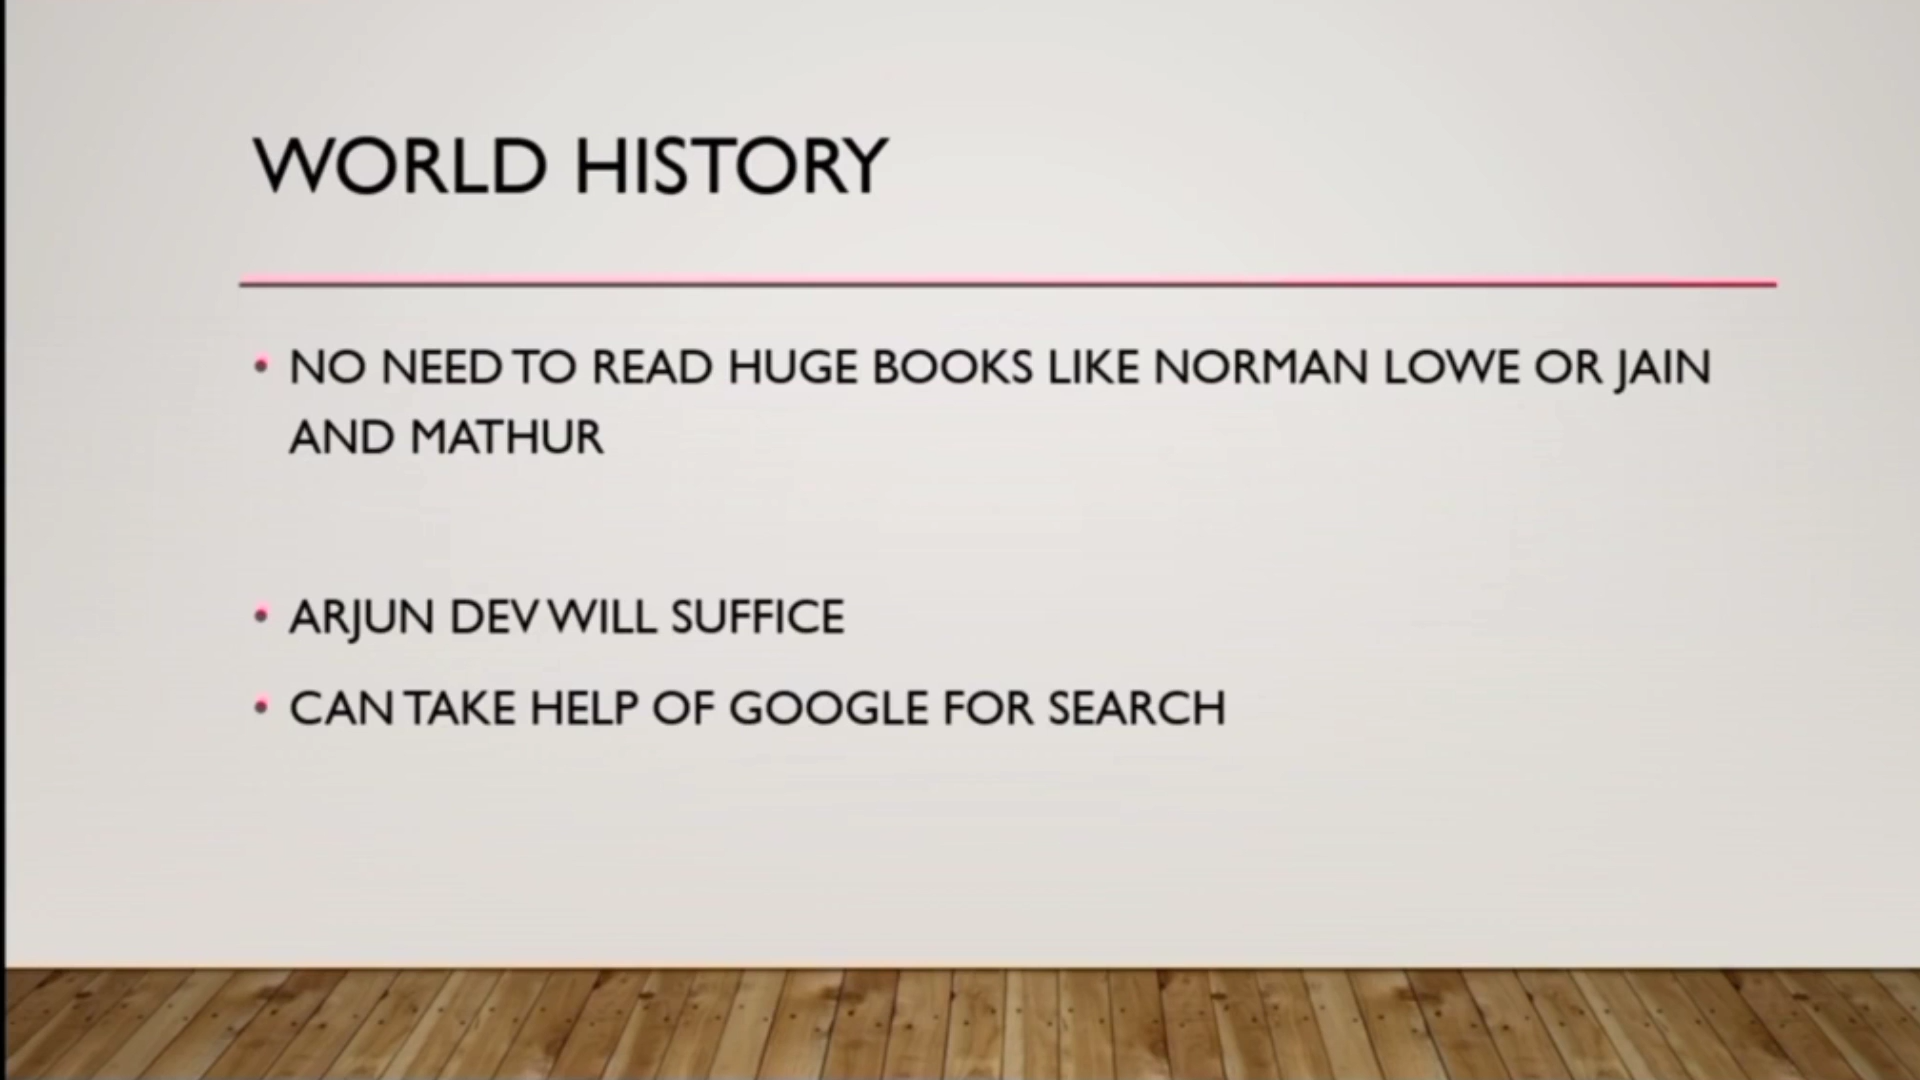 WORLD HISTORY
• NO NEED TO READ HUGE BOOKS LIKE NORMAN LOWE OR JAIN
AND MATHUR
• ARJUN DEV WILL SUFFICE
• CAN TAKE HELP OF GOOGLE FOR SEARCH